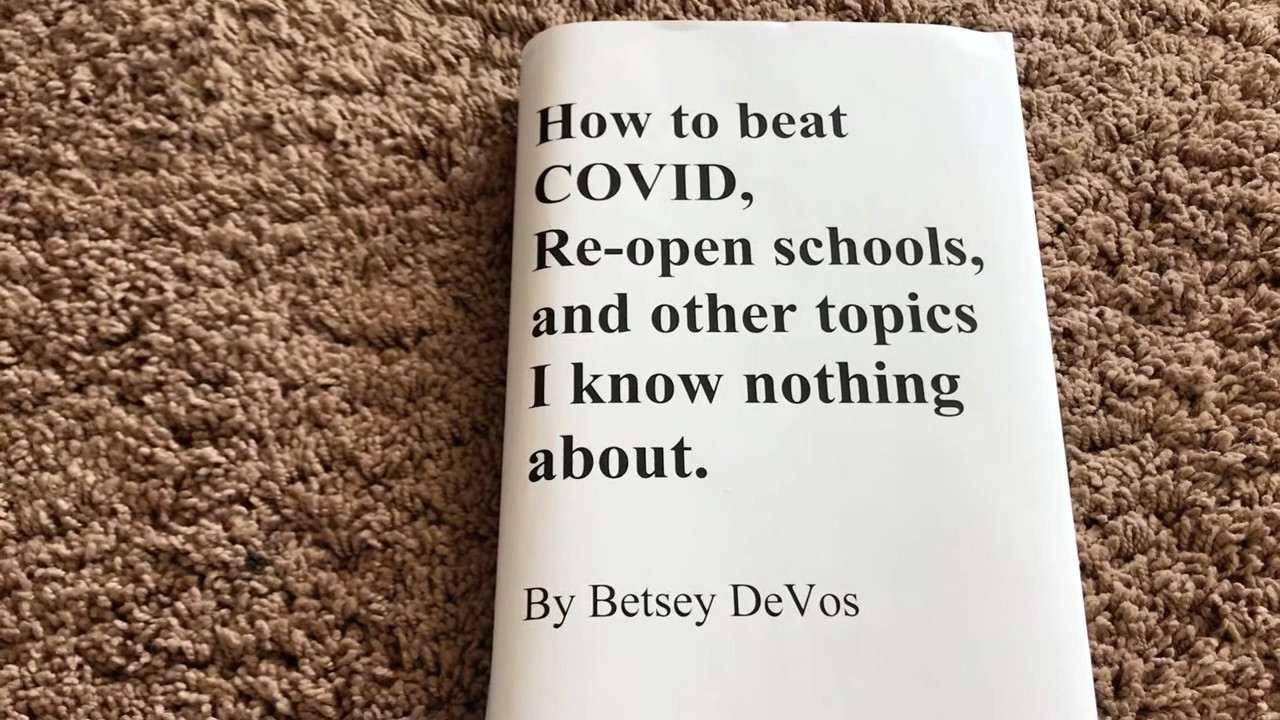 How to beat
COVID,
Re-open schools,
and other topics
I know nothing
about.
By Betsey DeVos